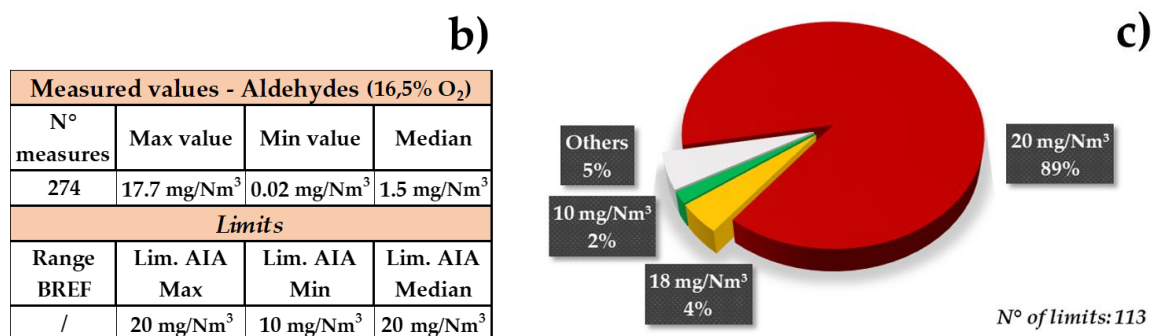 b)
Measured values - Aldehydes (16,5% O₂)
N° measures
Max value
Min value
Median
274
17.7 mg/Nm³
0.02 mg/Nm³
1.5 mg/Nm³
Limits
Range BREF
Lim. AIA Max
Lim. AIA Min
Lim. AIA Median
/
20 mg/Nm³
10 mg/Nm³
20 mg/Nm³
c)
Others
5%
10 mg/Nm³
2%
18 mg/Nm³
4%
20 mg/Nm³
89%
N° of limits:113